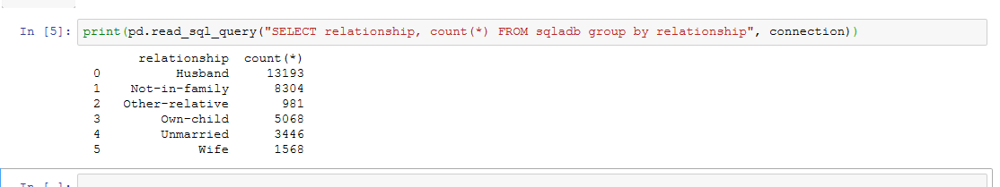 In [5]: print(pd.read_sql_query("SELECT relationship, count(*) FROM sqladb group by relationship", connection))
relationship count(*)
0 Husband 13193
1 Not-in-family 8304
2 Other-relative 981
3 Own-child 5068
4 Unmarried 3446
5 Wife 1568
In [ ]: